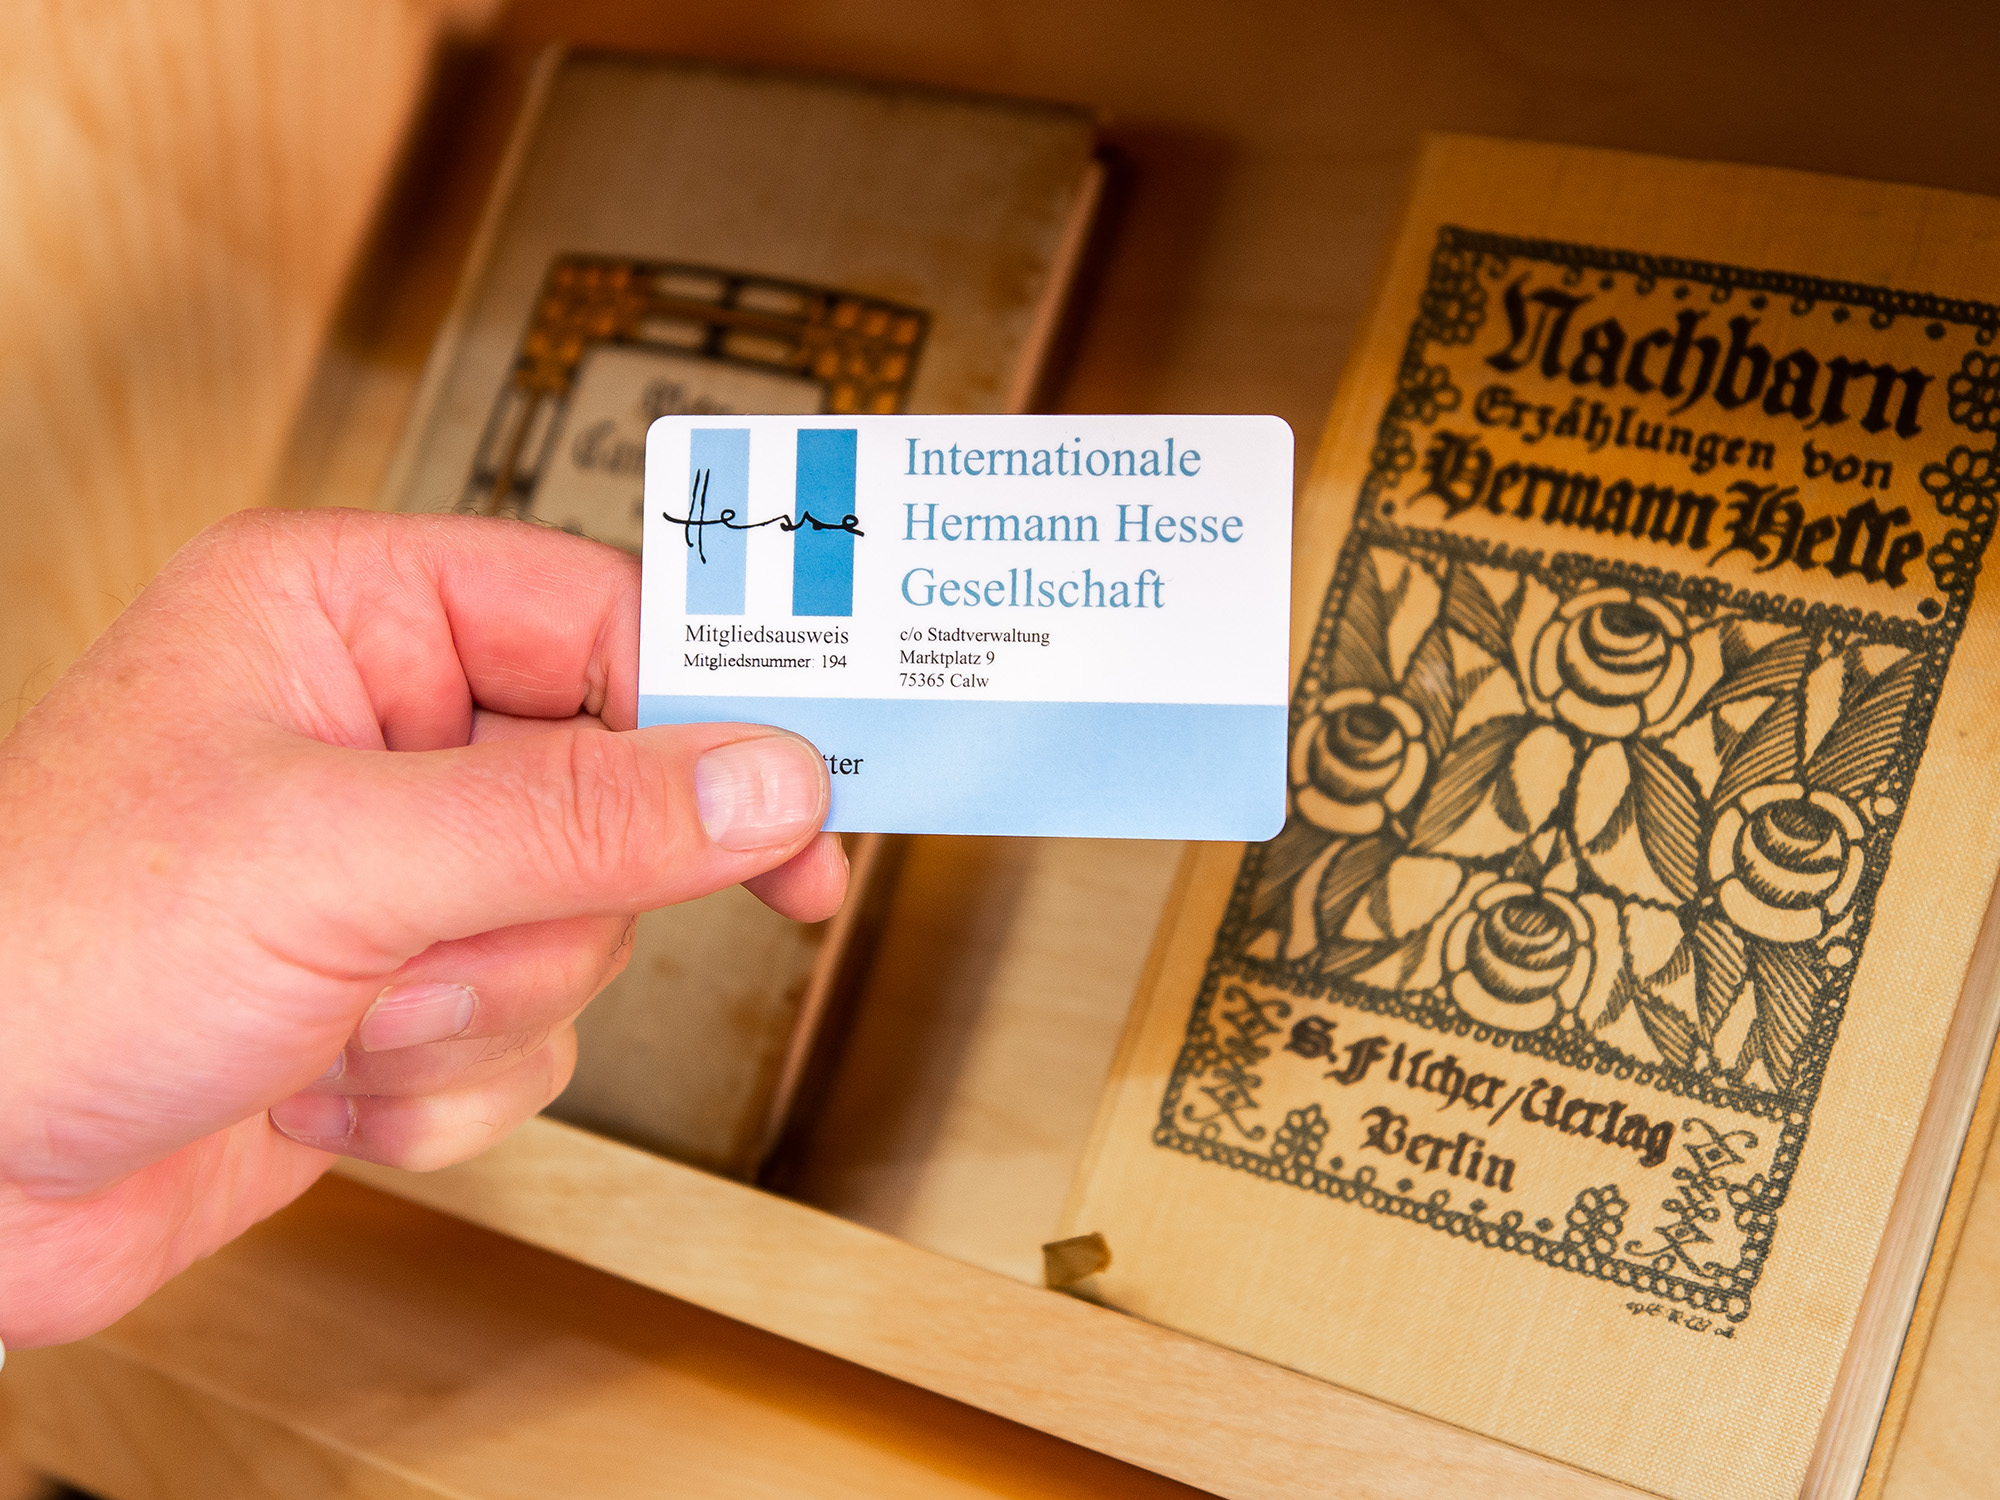 Hesse
Internationale
Hermann Hesse
Gesellschaft
Mitgliedsausweis
Mitgliedsnummer: 194
c/o Stadtverwaltung
Marktplatz 9
75365 Calw
tter
Nachbarn
Erzählungen von
Hermann Hesse
S. Fischer/Verlag
Berlin